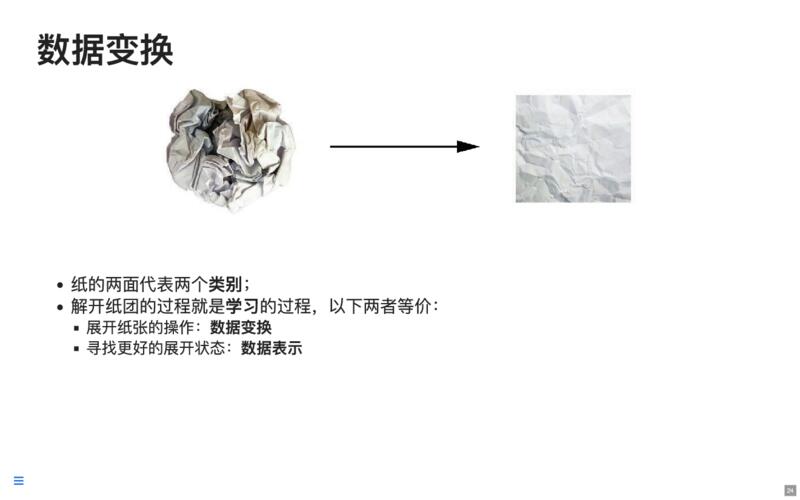 数据变换
• 纸的两面代表两个类别；
• 解开纸团的过程就是学习的过程，以下两者等价：
▪ 展开纸张的操作：数据变换
▪ 寻找更好的展开状态：数据表示
24